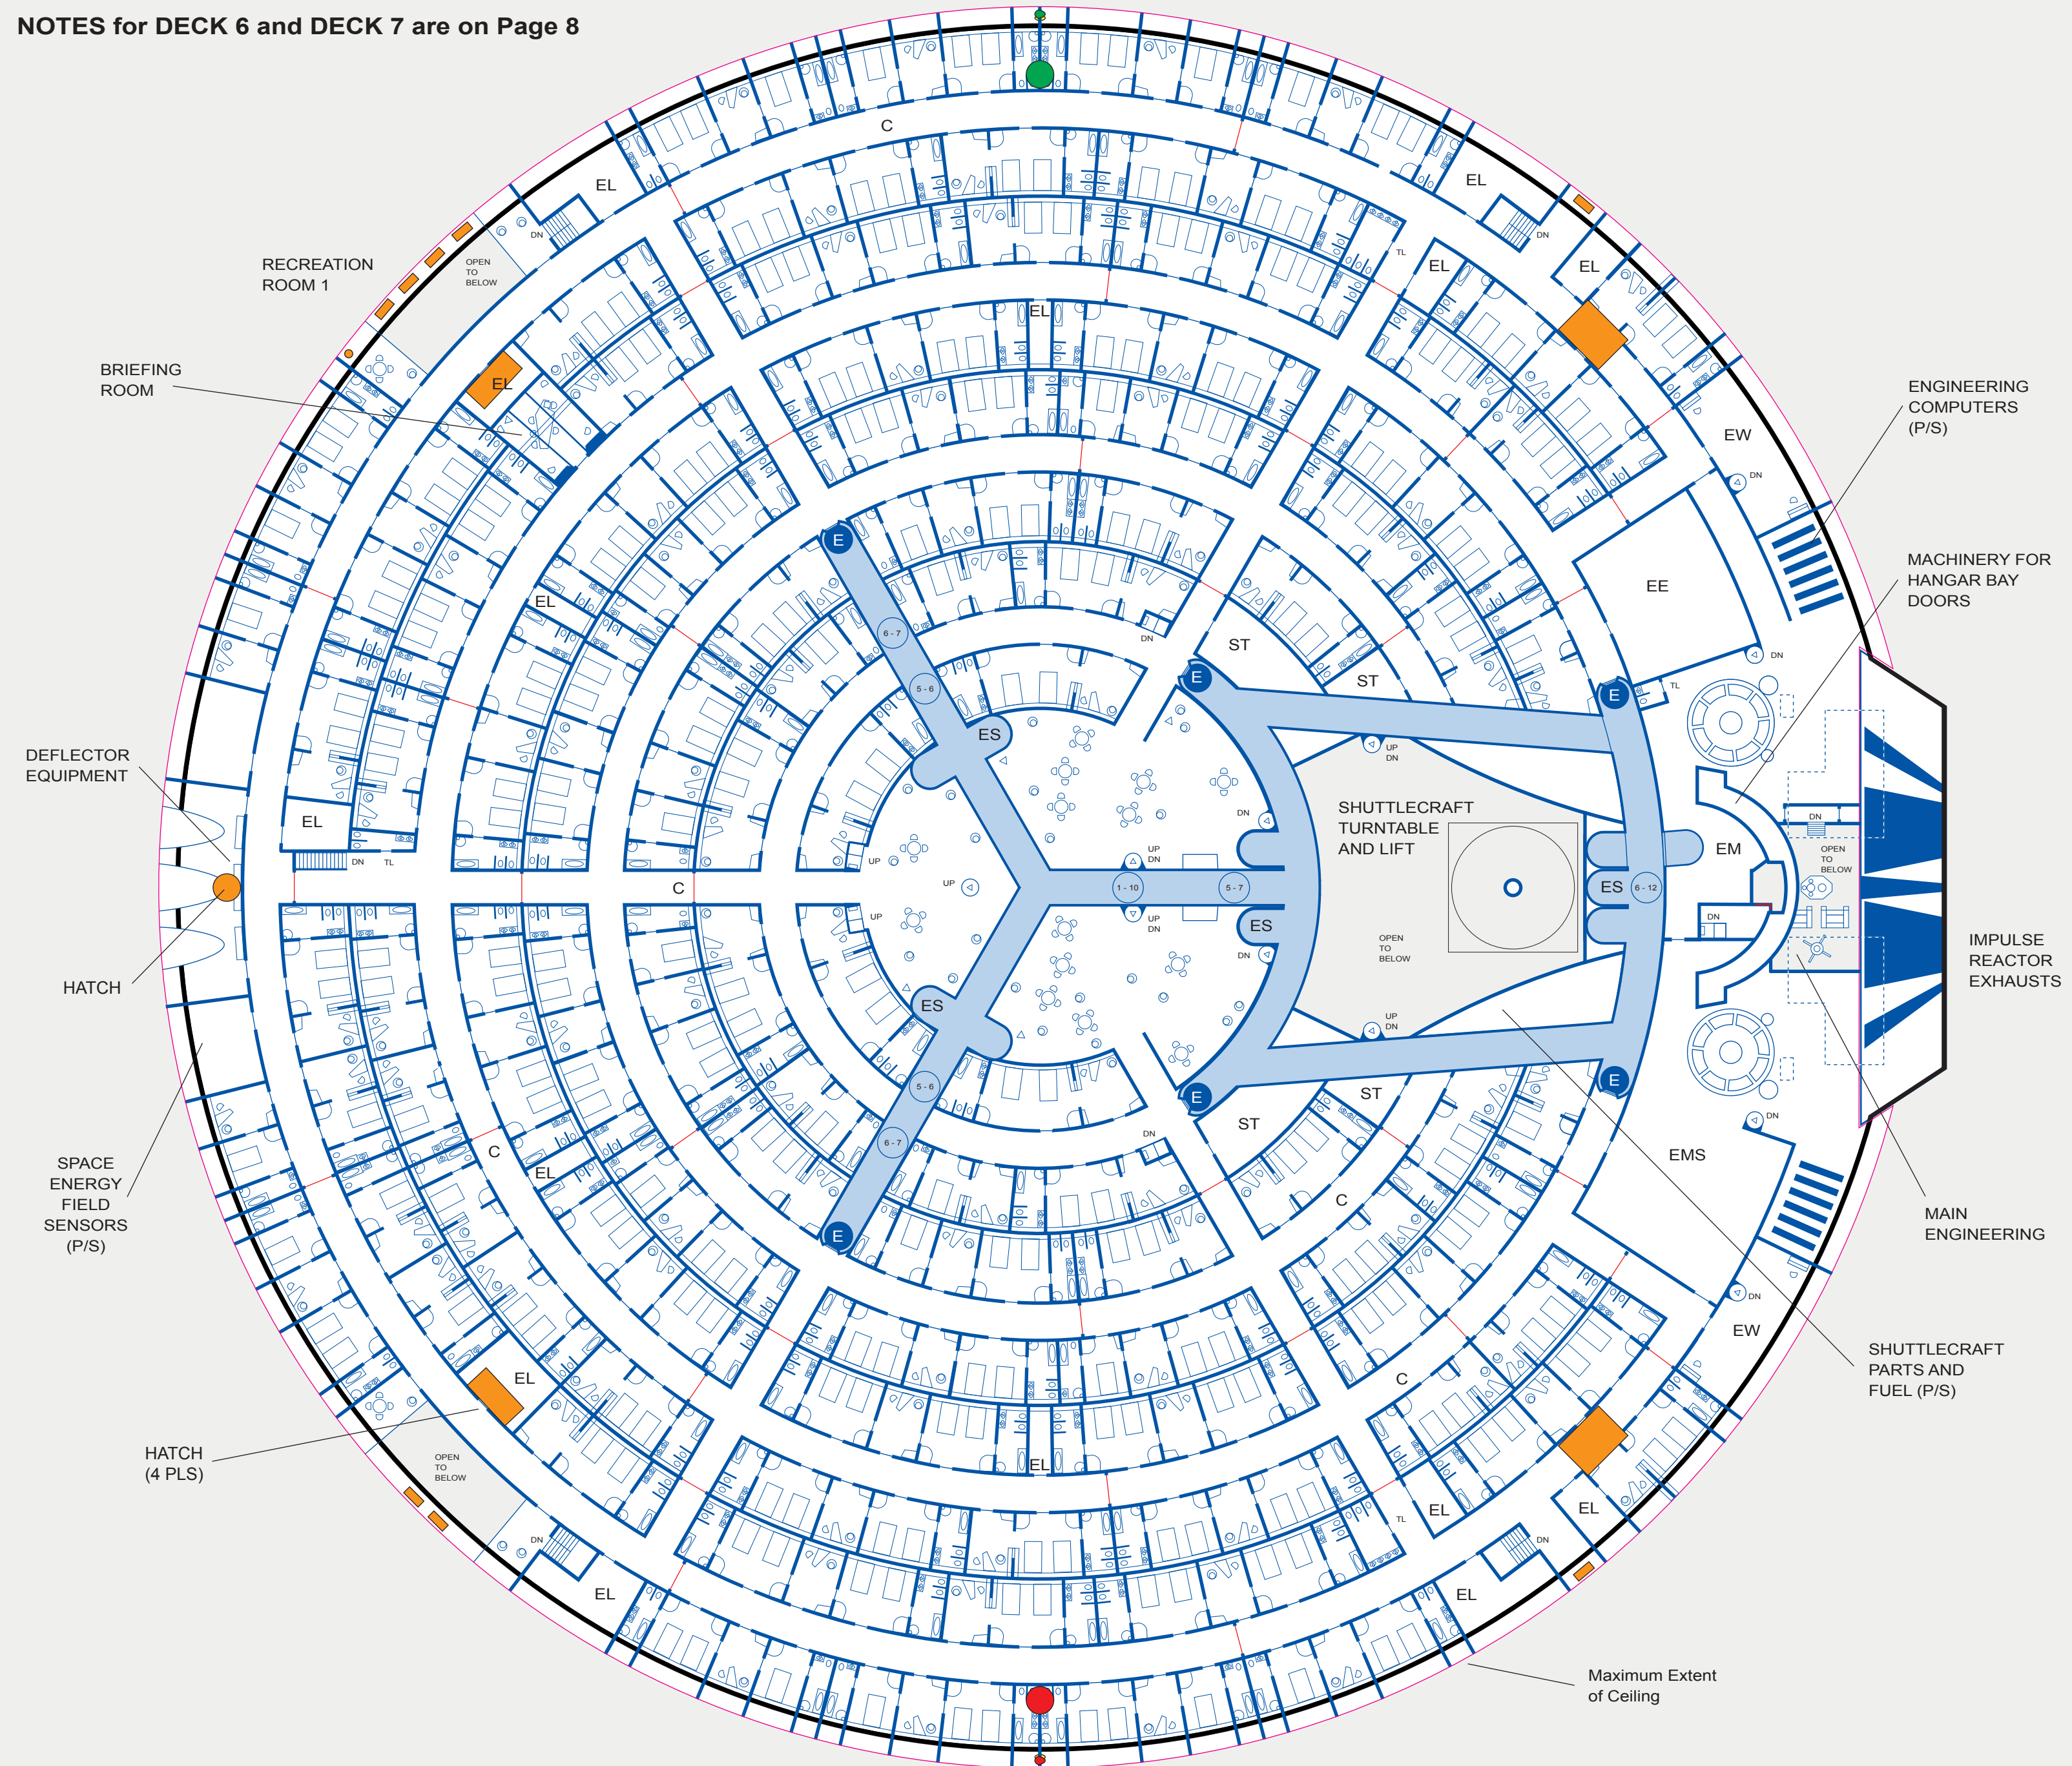 NOTES for DECK 6 and DECK 7 are on Page 8
C
EL
EL
DN
DN
RECREATION
ROOM 1
OPEN
TO
BELOW
TL
EL
EL
EL
BRIEFING
ROOM
EL
ENGINEERING
COMPUTERS
(P/S)
EW
DN
E
MACHINERY FOR
HANGAR BAY
DOORS
EE
EL
6 - 7
DN
ST
DN
5 - 6
E
ST
E
TL
ES
UP
DN
DEFLECTOR
EQUIPMENT
SHUTTLECRAFT
TURNTABLE
AND LIFT
DN
DN
EL
EM
OPEN
TO
BELOW
DN
TL
UP
UP
DN
C
UP
1 - 10
5 - 7
ES
6 - 12
UP
UP
DN
DN
ES
OPEN
TO
BELOW
IMPULSE
REACTOR
EXHAUSTS
DN
HATCH
ES
UP
DN
5 - 6
E
E
ST
DN
ST
DN
6 - 7
C
EMS
EL
SPACE
ENERGY
FIELD
SENSORS
(P/S)
C
MAIN
ENGINEERING
E
DN
EW
SHUTTLECRAFT
PARTS AND
FUEL (P/S)
EL
C
HATCH
(4 PLS)
OPEN
TO
BELOW
EL
EL
EL
TL
DN
DN
EL
EL
Maximum Extent
of Ceiling